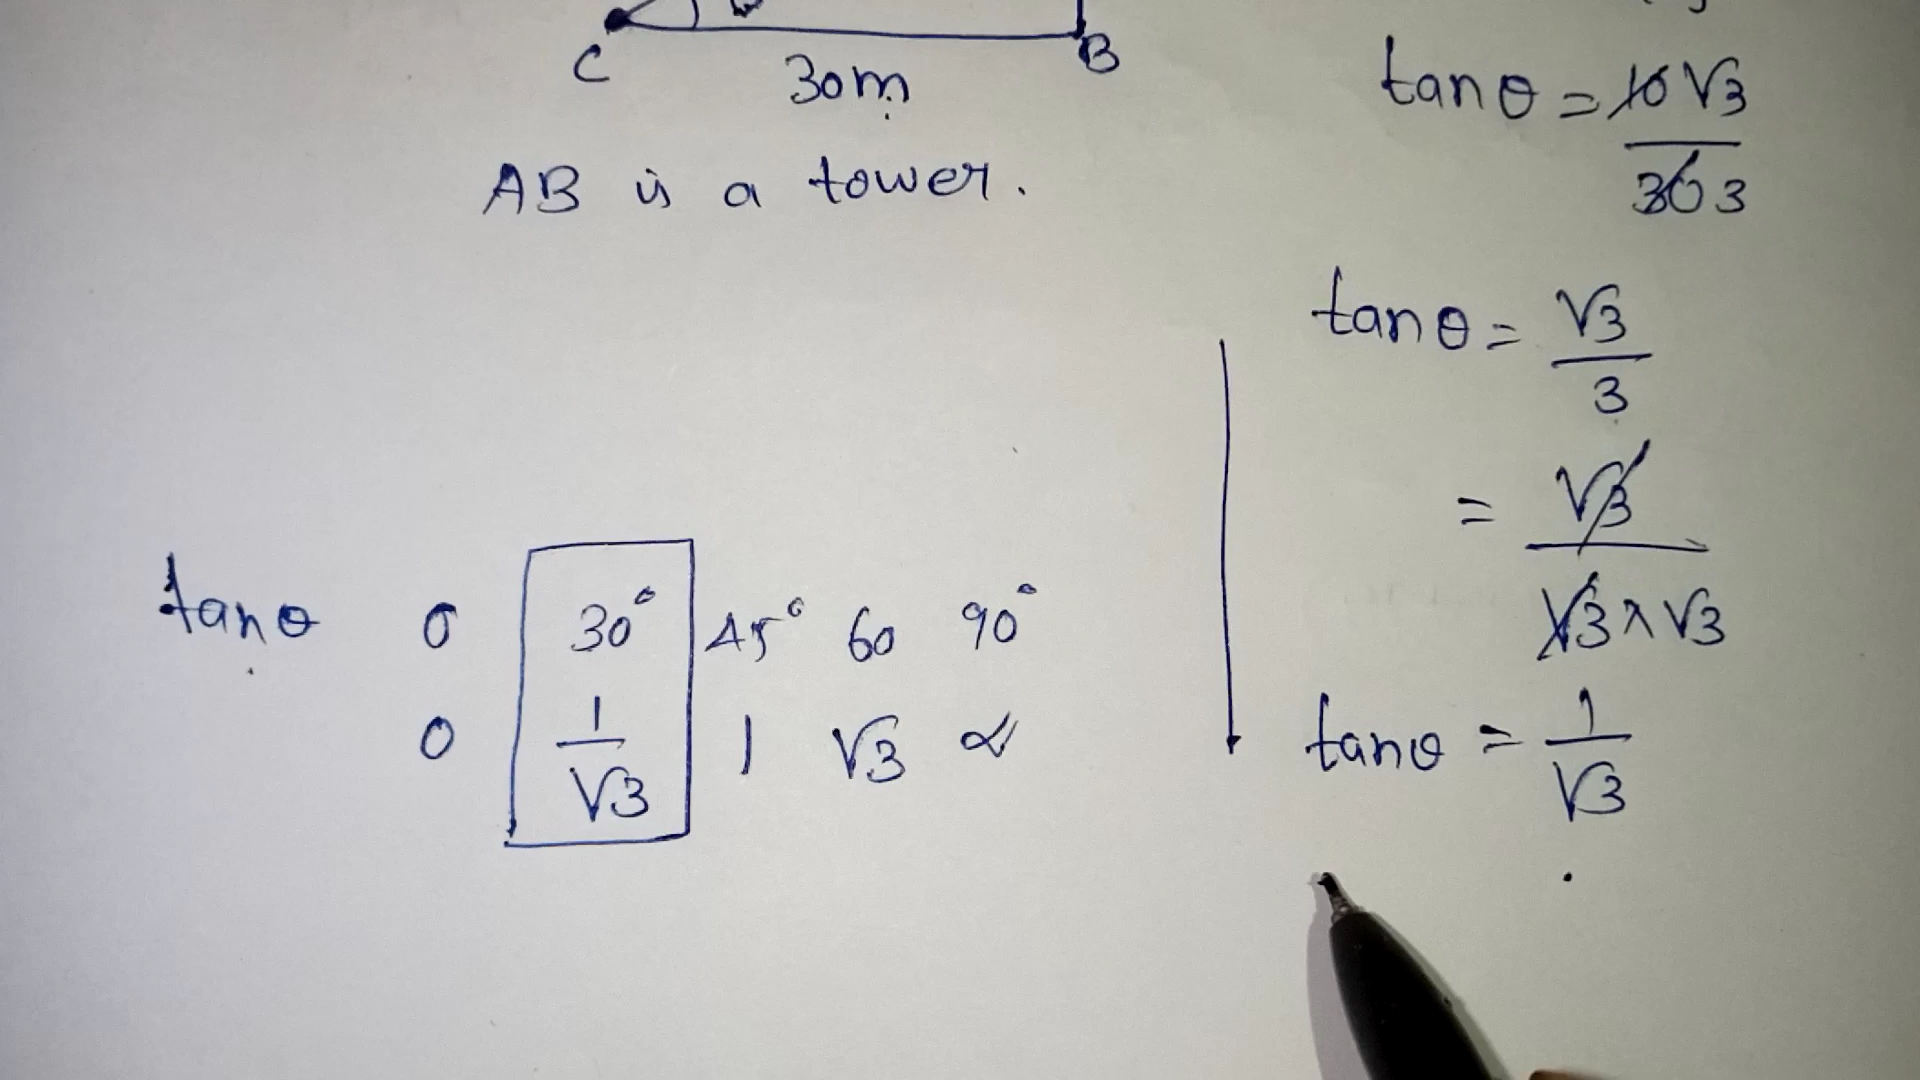 C 30m B
AB is a tower.
tanθ = 10√3
30 3
tanθ = √3
3
= √3
√3 × √3
tanθ = 1
√3
tanθ 0 30° 45° 60 90°
0 1/√3 1 √3 ∝